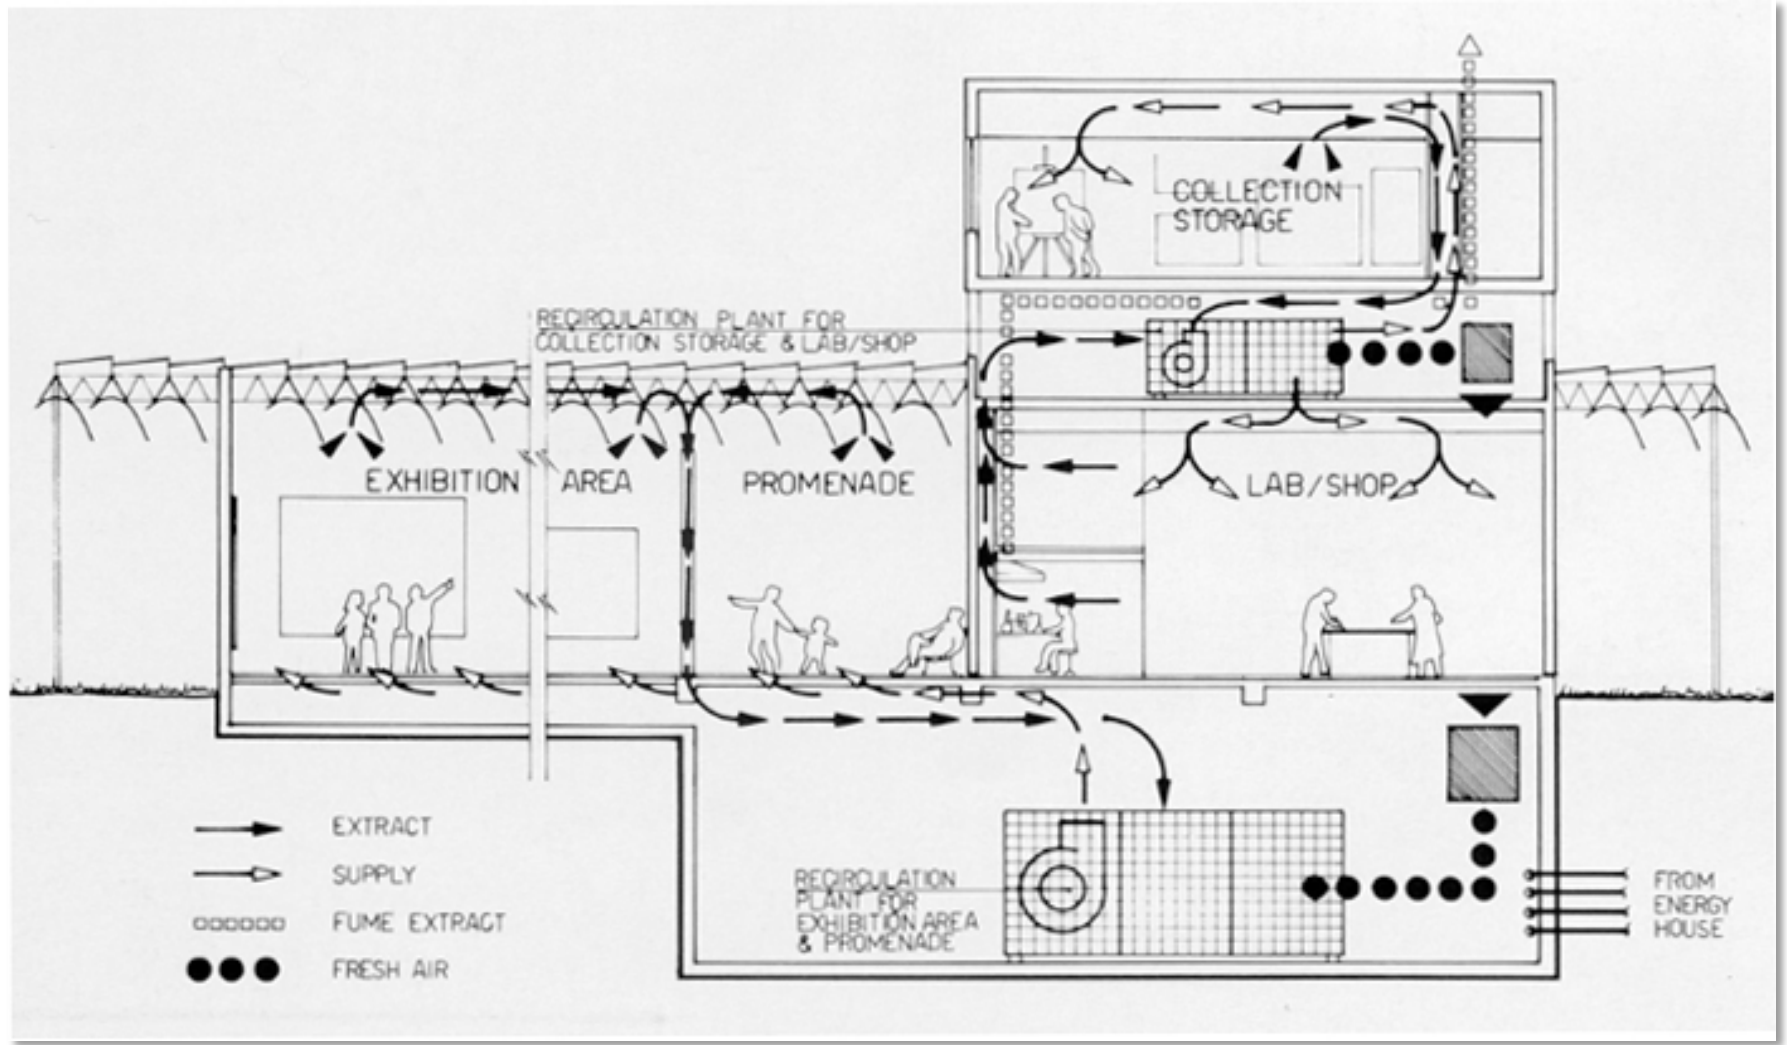 COLLECTION
STORAGE
RECIRCULATION PLANT FOR
COLLECTION STORAGE & LAB/SHOP
EXHIBITION AREA
PROMENADE
LAB/SHOP
EXTRACT
SUPPLY
FUME EXTRACT
FRESH AIR
RECIRCULATION
PLANT FOR
EXHIBITION AREA
& PROMENADE
FROM
ENERGY
HOUSE